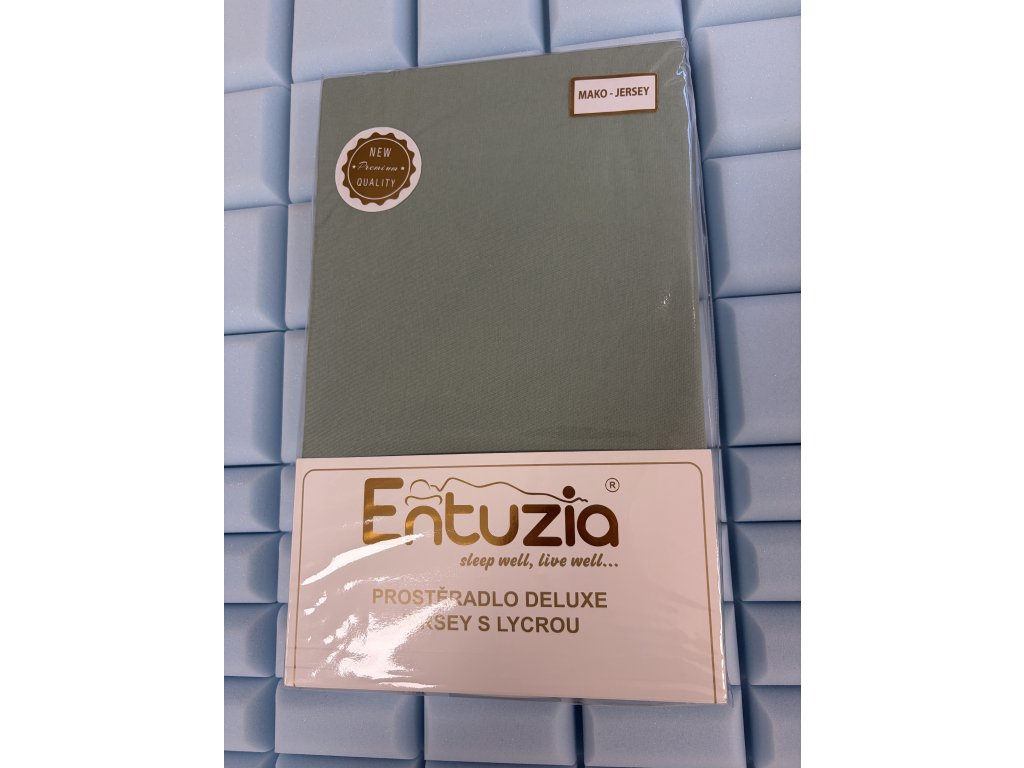 MAKO - JERSEY
NEW
Premium
QUALITY
Entuzia ®
sleep well, live well...
PROSTĚRADLO DELUXE
S LYCROU